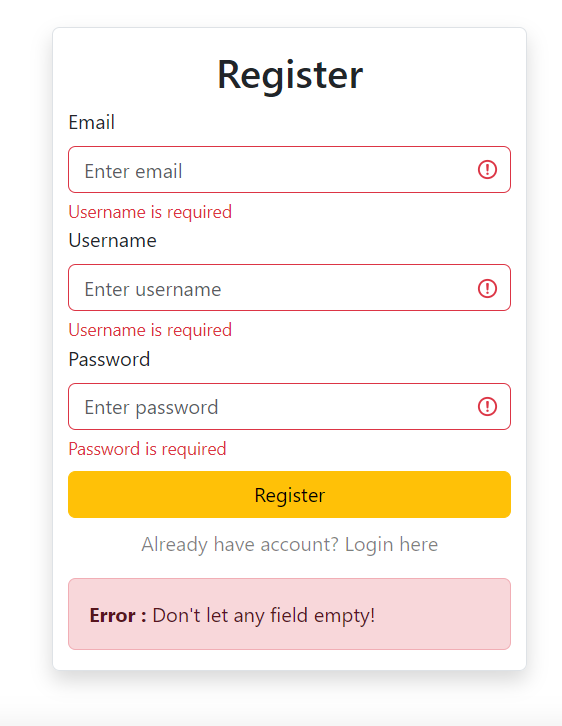 Register
Email
Enter email
Username is required
Username
Enter username
Username is required
Password
Enter password
Password is required
Register
Already have account? Login here
Error : Don't let any field empty!